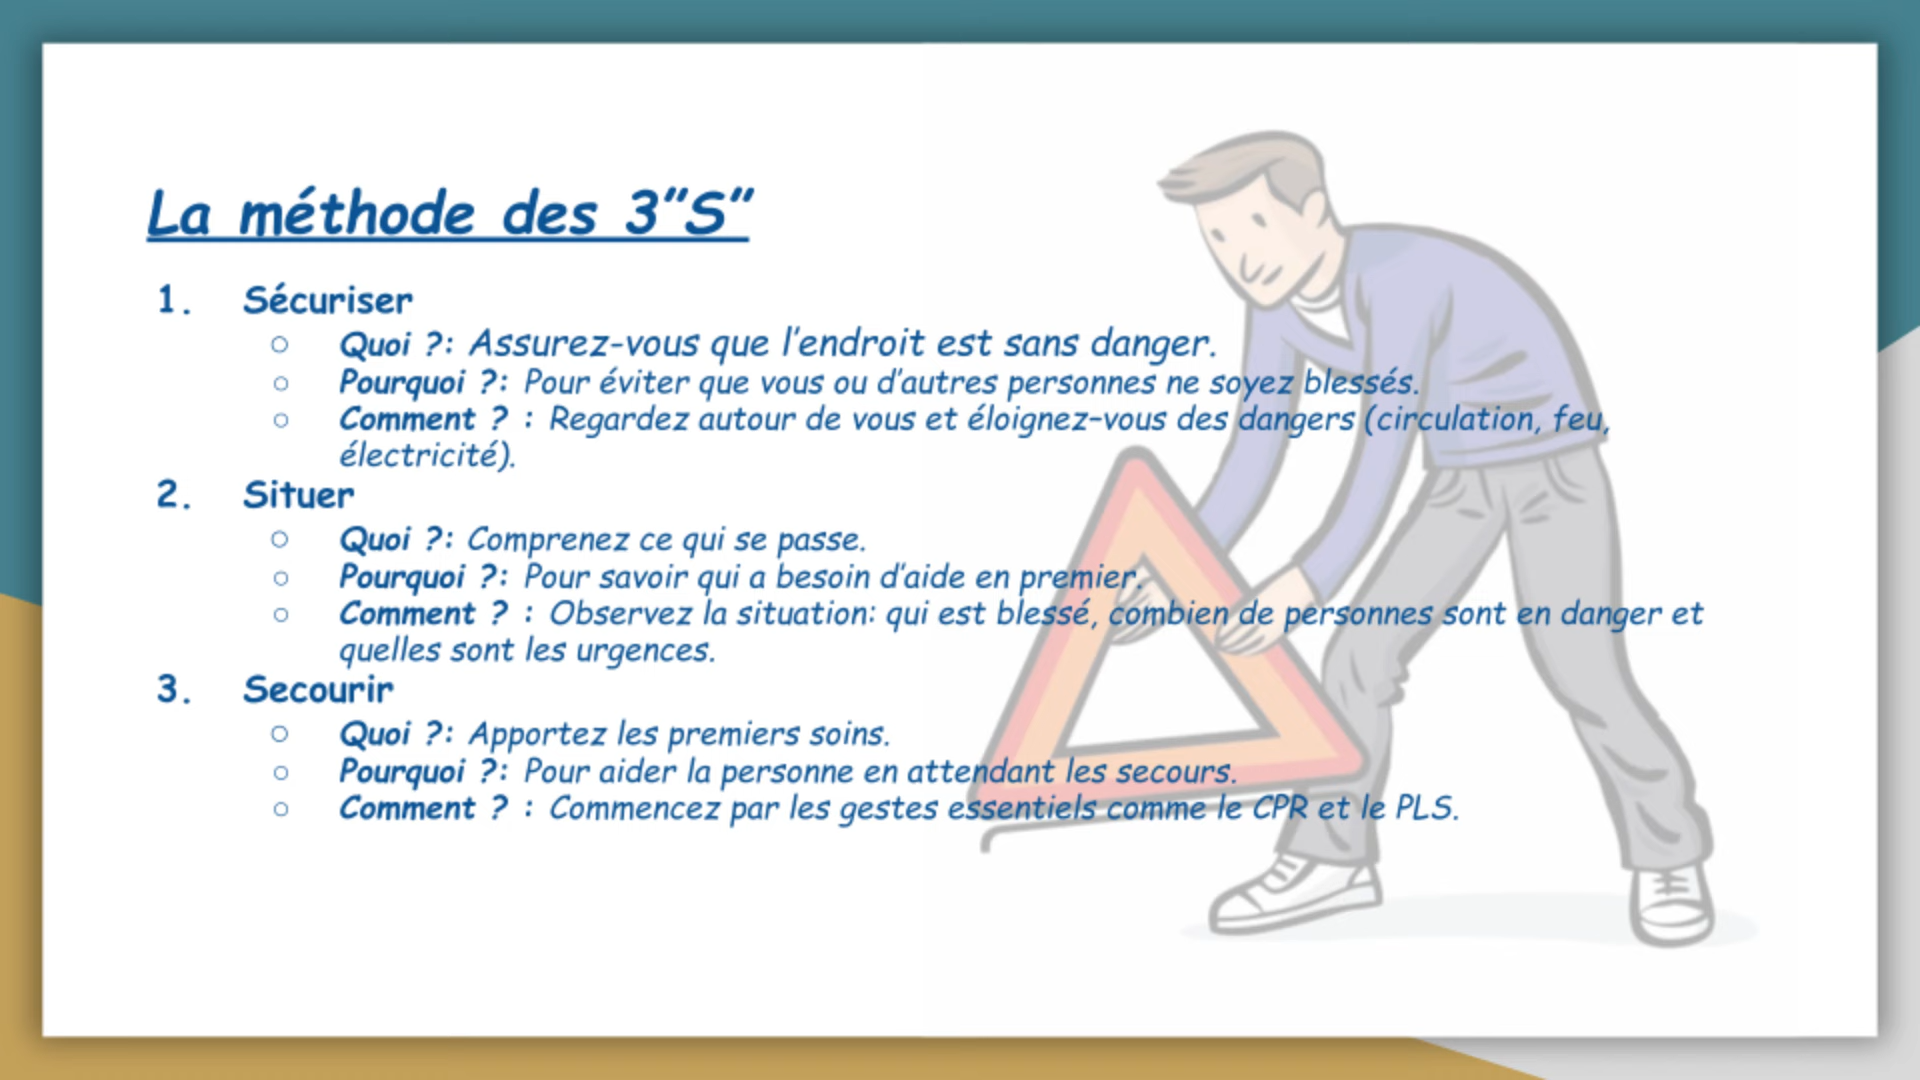 La méthode des 3"S"
1. Sécuriser
○ Quoi ?: Assurez-vous que l'endroit est sans danger.
○ Pourquoi ?: Pour éviter que vous ou d'autres personnes ne soyez blessés.
○ Comment ? : Regardez autour de vous et éloignez-vous des dangers (circulation, feu,
électricité).
2. Situer
○ Quoi ?: Comprenez ce qui se passe.
○ Pourquoi ?: Pour savoir qui a besoin d'aide en premier.
○ Comment ? : Observez la situation: qui est blessé, combien de personnes sont en danger et
quelles sont les urgences.
3. Secourir
○ Quoi ?: Apportez les premiers soins.
○ Pourquoi ?: Pour aider la personne en attendant les secours.
○ Comment ? : Commencez par les gestes essentiels comme le CPR et le PLS.